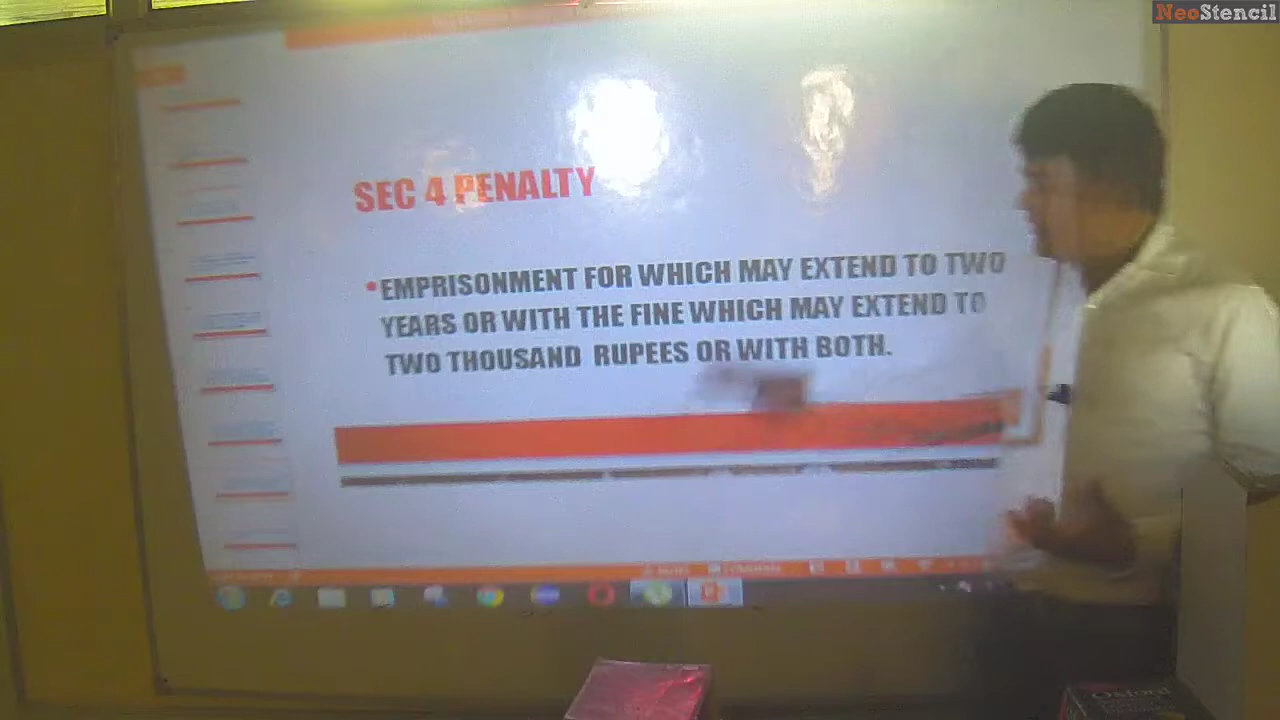 NeoStencil
SEC 4 PENALTY
•EMPRISONMENT FOR WHICH MAY EXTEND TO TWO
YEARS OR WITH THE FINE WHICH MAY EXTEND TO
TWO THOUSAND RUPEES OR WITH BOTH.
Oxford